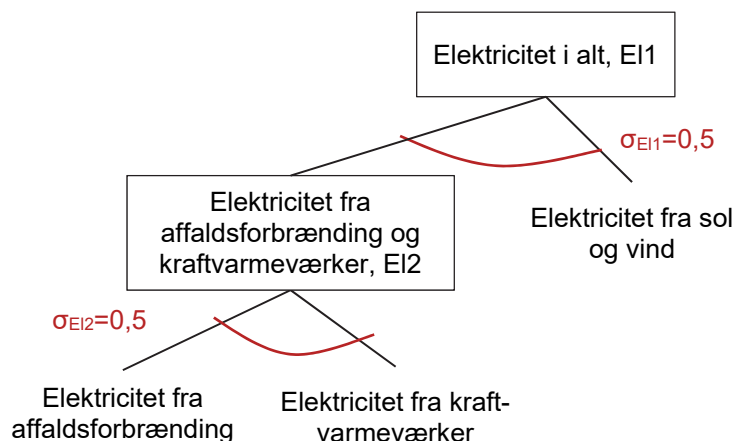 Elektricitet i alt, El1
σEl1=0,5
Elektricitet fra
affaldsforbrænding og
kraftvarmeværker, El2
Elektricitet fra sol
og vind
σEl2=0,5
Elektricitet fra
affaldsforbrænding
Elektricitet fra kraft-
varmeværker